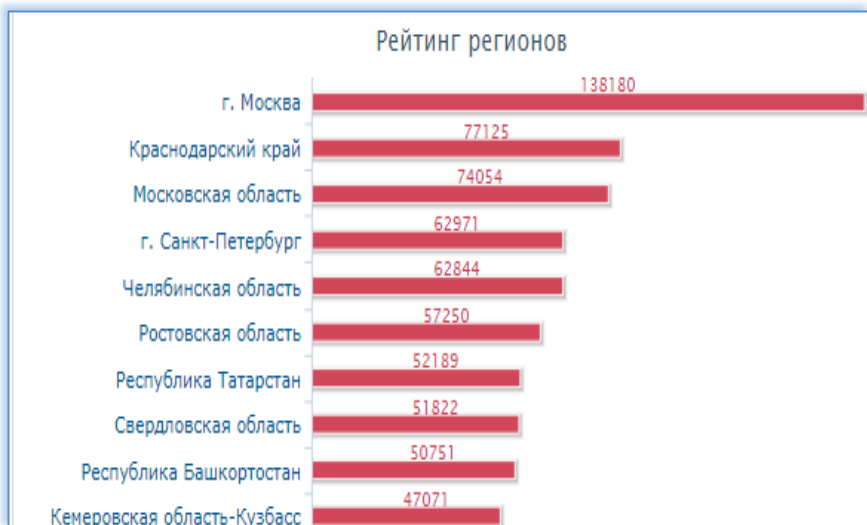 Рейтинг регионов
г. Москва 138180
Краснодарский край 77125
Московская область 74054
г. Санкт-Петербург 62971
Челябинская область 62844
Ростовская область 57250
Республика Татарстан 52189
Свердловская область 51822
Республика Башкортостан 50751
Кемеровская область-Кузбасс 47071